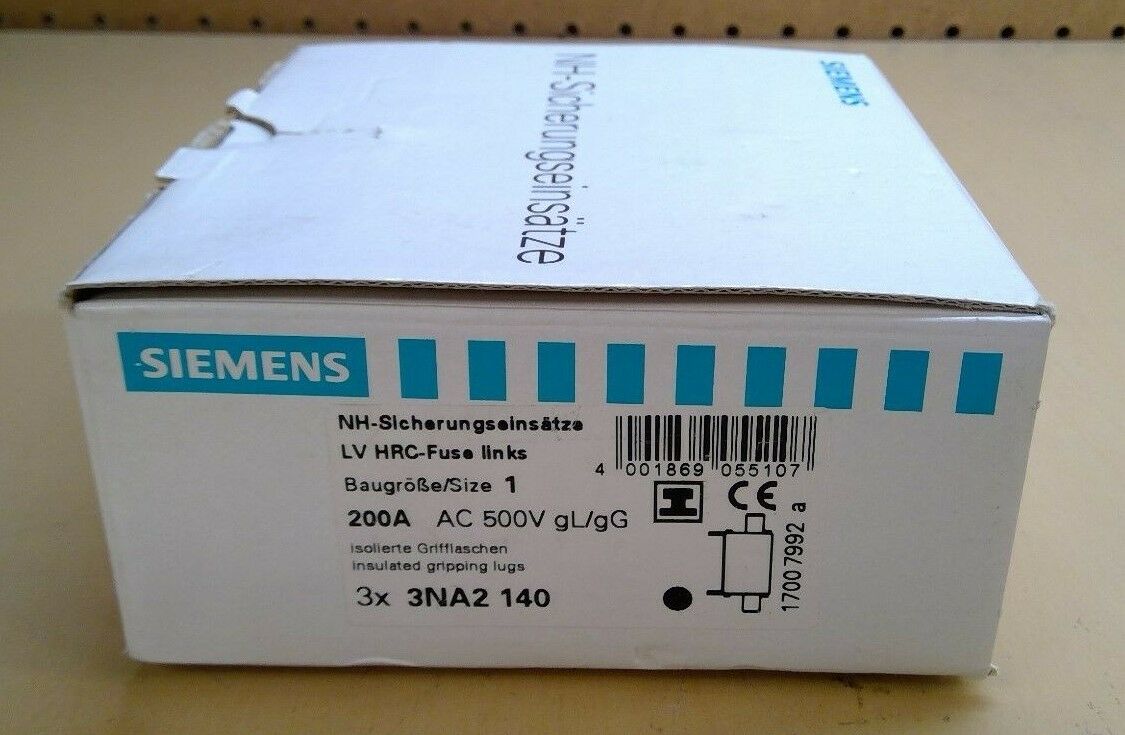 NH-Sicherungseinsätze
SIEMENS
SIEMENS
NH-Sicherungseinsätze
LV HRC-Fuse links
Baugröße/Size 1
200A AC 500V gL/gG
isolierte Grifflaschen
insulated gripping lugs
3x 3NA2 140
4 001869 055107
CE
17007992 a